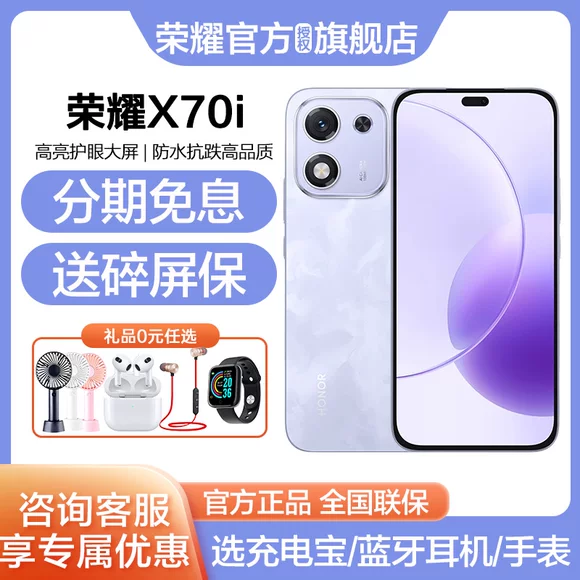 荣耀官方授权旗舰店
荣耀X70i
高亮护眼大屏 | 防水抗跌高品质
分期免息
送碎屏保
礼品0元任选
HONOR
咨询客服
享专属优惠
官方正品 全国联保
选充电宝/蓝牙耳机/手表